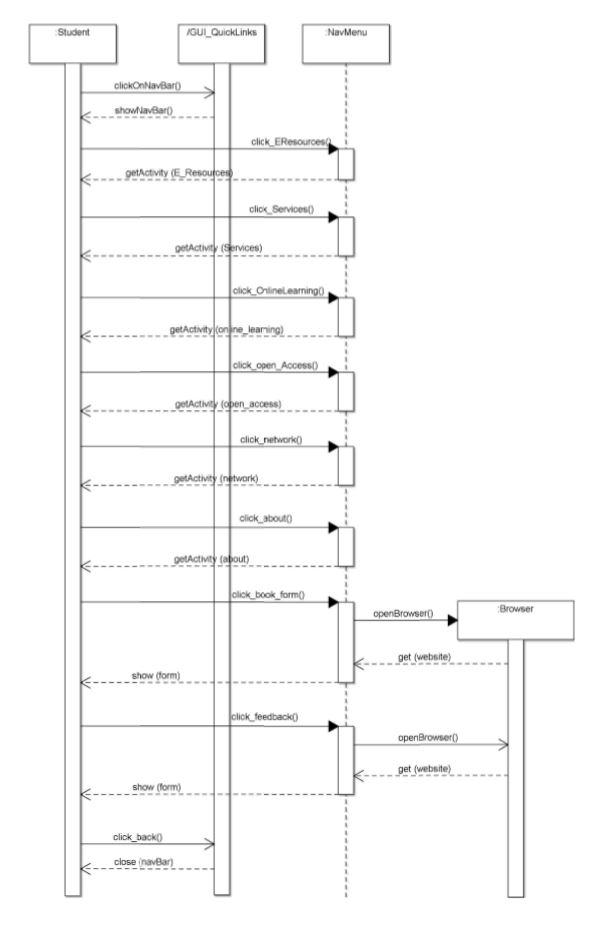 :Student
/GUI_QuickLinks
:NavMenu
clickOnNavBar()
showNavBar()
click_EResources()
getActivity (E_Resources)
click_Services()
getActivity (Services)
click_OnlineLearning()
getActivity (online_learning)
click_open_Access()
getActivity (open_access)
click_network()
getActivity (network)
click_about()
getActivity (about)
click_book_form()
openBrowser()
:Browser
get (website)
show (form)
click_feedback()
openBrowser()
get (website)
show (form)
click_back()
close (navBar)